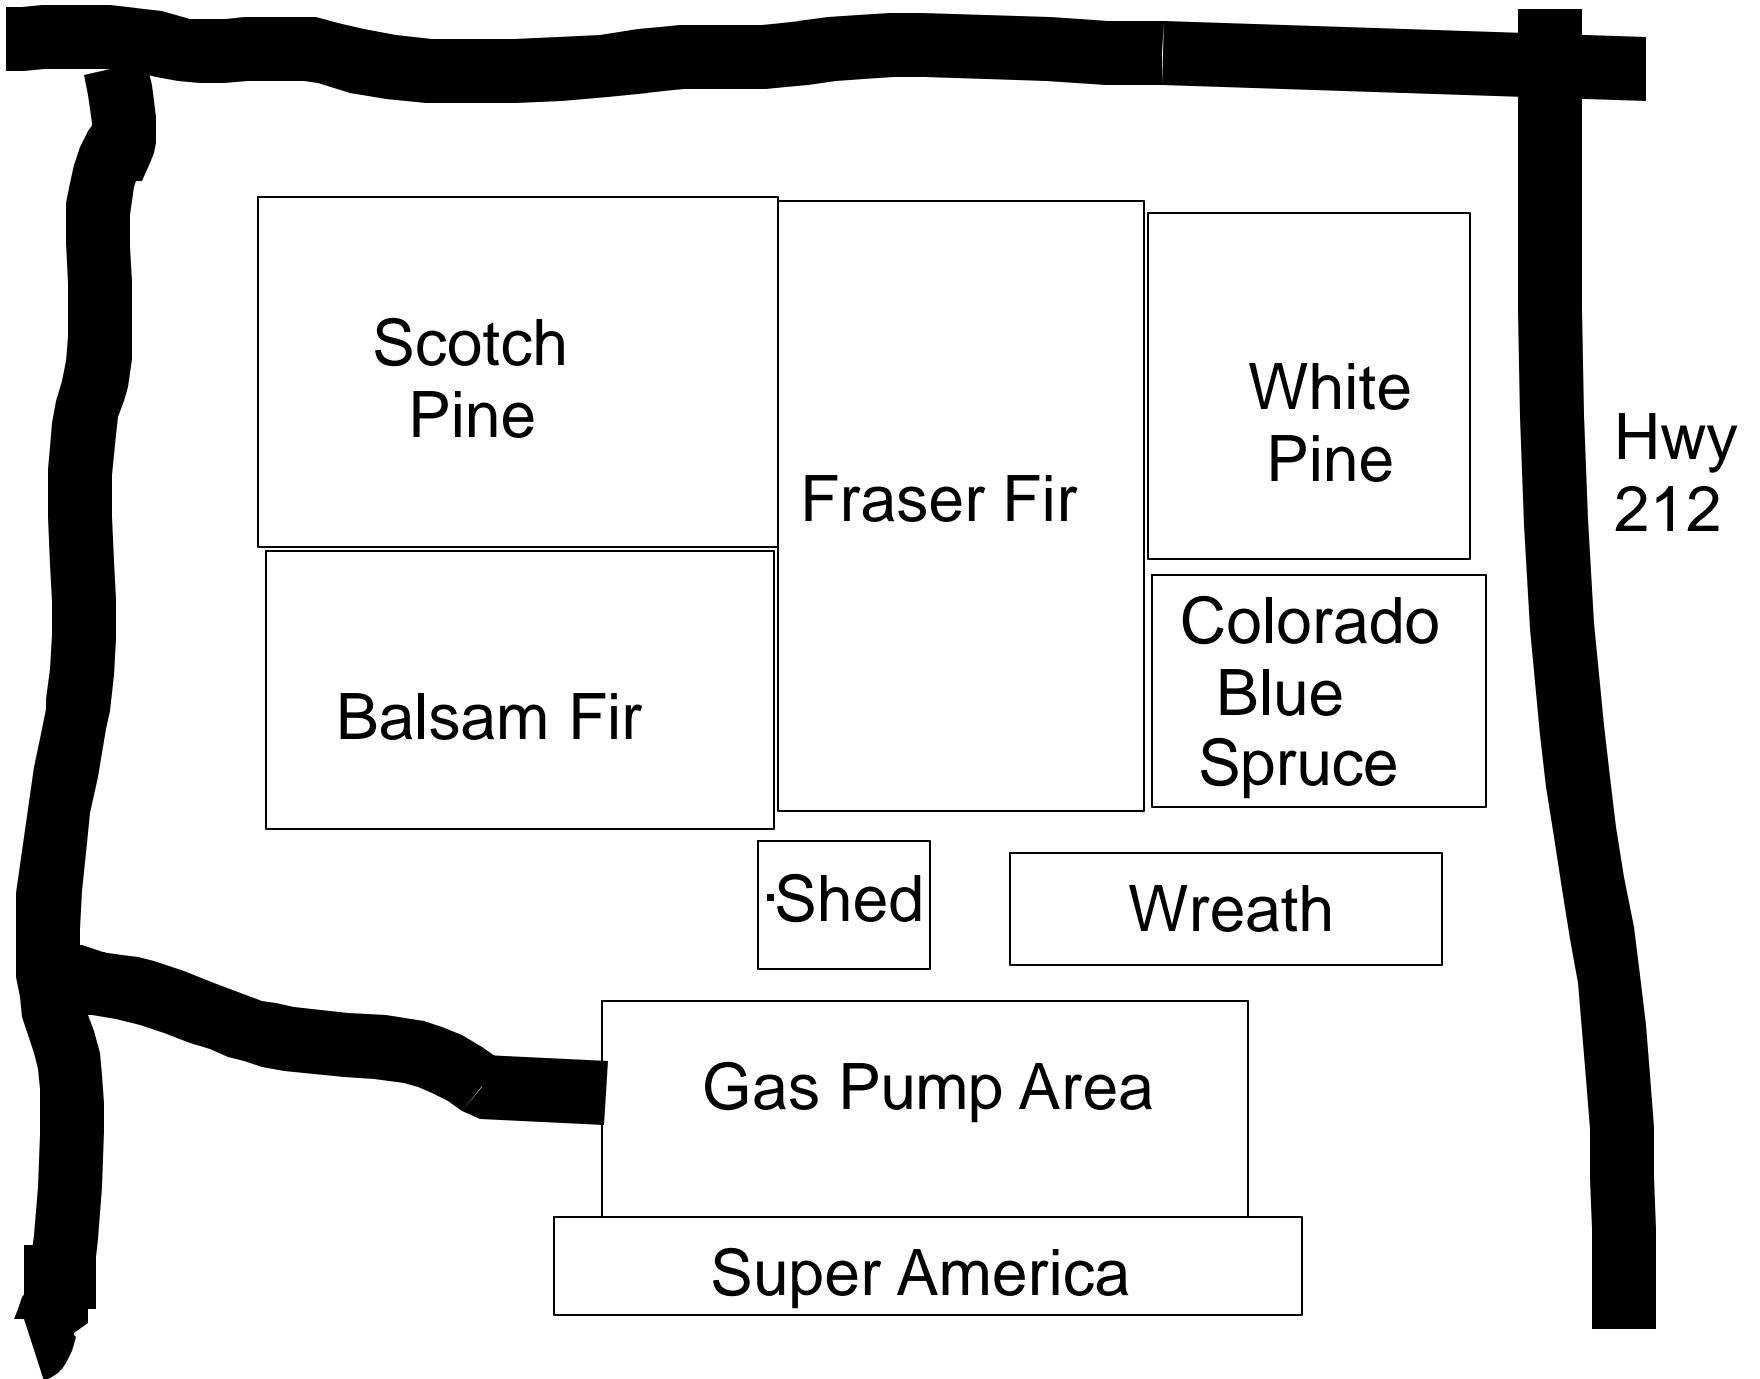 Scotch
Pine
Fraser Fir
White
Pine
Hwy
212
Balsam Fir
Colorado
Blue
Spruce
Shed
Wreath
Gas Pump Area
Super America